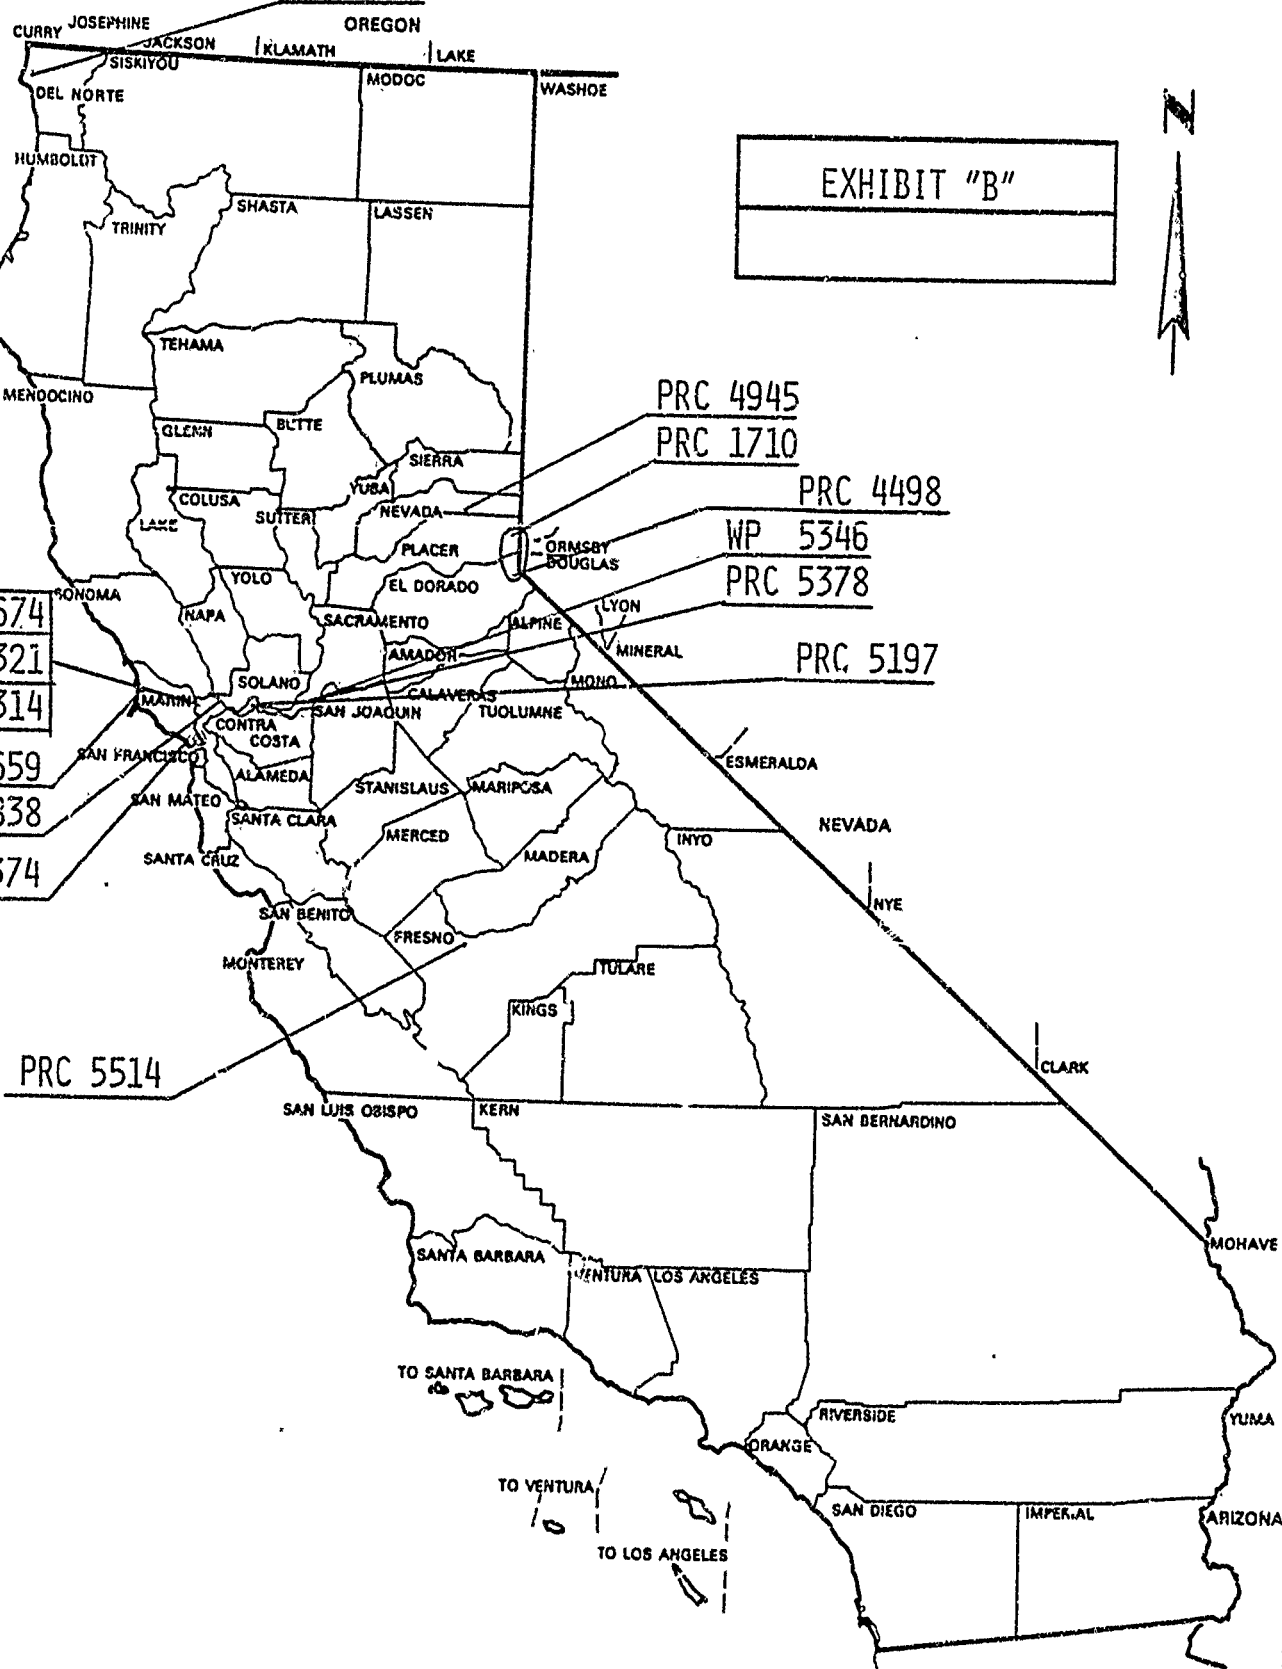 OREGON
CURRY
JOSEPHINE
JACKSON
KLAMATH
LAKE
SISKIYOU
MODOC
WASHOE
DEL NORTE
N
EXHIBIT "B"
HUMBOLDT
TRINITY
SHASTA
LASSEN
TEHAMA
PLUMAS
MENDOCINO
GLENN
BUTTE
PRC 4945
PRC 1710
SIERRA
YUBA
COLUSA
SUTTER
NEVADA
LAKE
PRC 4498
WP 5346
PRC 5378
PLACER
ORMSBY
DOUGLAS
YOLO
EL DORADO
SONOMA
NAPA
SACRAMENTO
ALPINE
LYON
MINERAL
AMADOR
PRC 5197
SOLANO
MONO
MARIN
CALAVERAS
SAN JOAQUIN
TUOLUMNE
CONTRA
COSTA
674
321
314
659
838
374
SAN FRANCISCO
ALAMEDA
ESMERALDA
STANISLAUS
MARIPOSA
SAN MATEO
SANTA CLARA
MERCED
INYO
NEVADA
SANTA CRUZ
MADERA
NYE
SAN BENITO
FRESNO
MONTEREY
TULARE
KINGS
PRC 5514
CLARK
SAN LUIS OBISPO
KERN
SAN BERNARDINO
SANTA BARBARA
VENTURA
LOS ANGELES
MOHAVE
TO SANTA BARBARA
RIVERSIDE
YUMA
ORANGE
TO VENTURA
SAN DIEGO
IMPERIAL
ARIZONA
TO LOS ANGELES